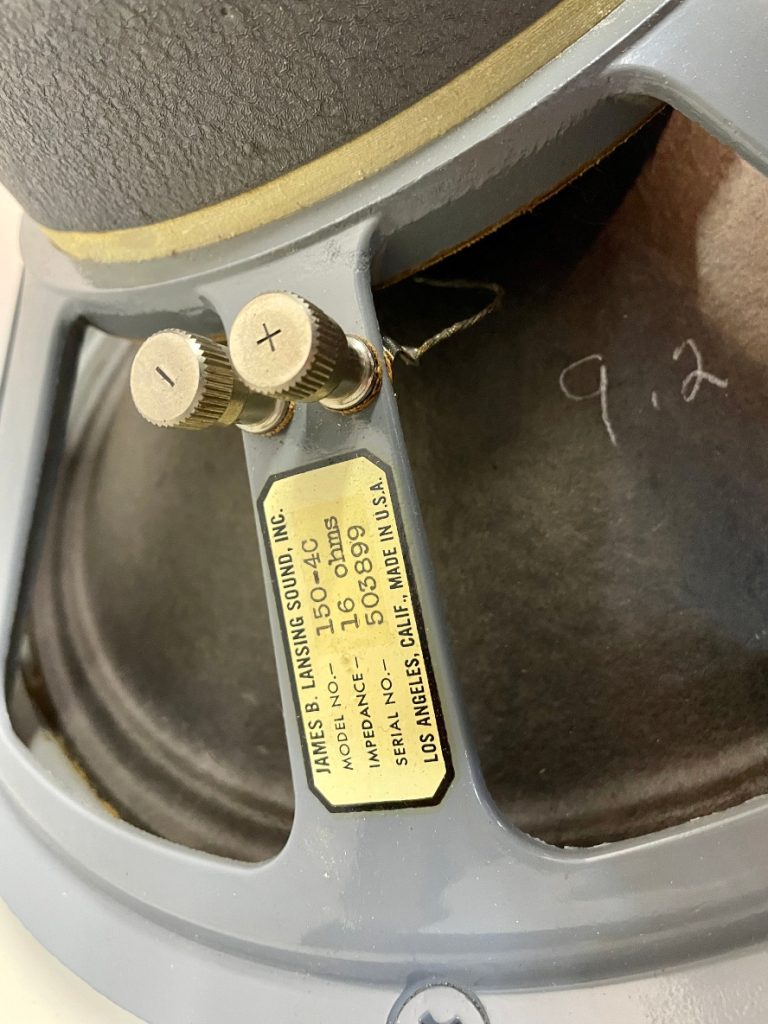 - +
9.2
JAMES B. LANSING SOUND, INC.
MODEL NO.- 150-4C
IMPEDANCE- 16 ohms
SERIAL NO.- 503899
LOS ANGELES, CALIF., MADE IN U.S.A.